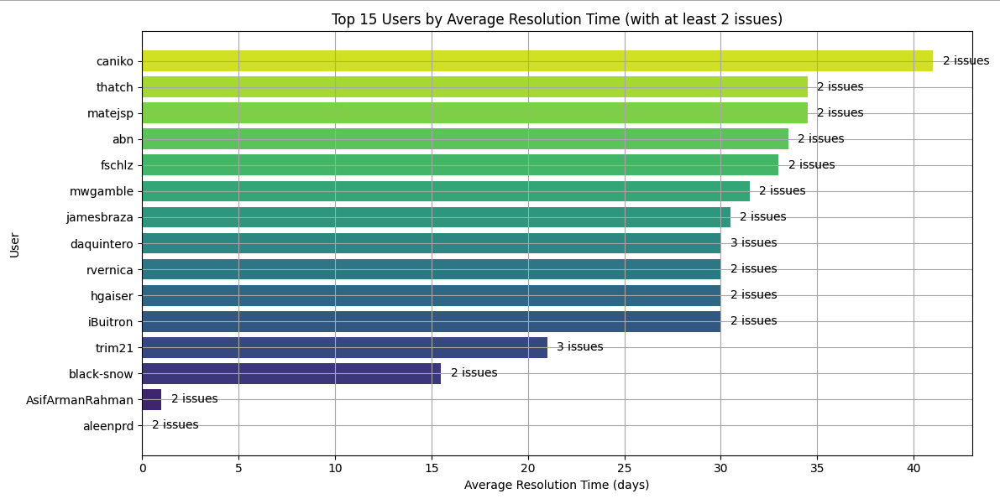 Top 15 Users by Average Resolution Time (with at least 2 issues)
User
caniko 2 issues
thatch 2 issues
matejsp 2 issues
abn 2 issues
fschlz 2 issues
mwgamble 2 issues
jamesbraza 2 issues
daquintero 3 issues
rvernica 2 issues
hgaiser 2 issues
iBuitron 2 issues
trim21 3 issues
black-snow 2 issues
AsifArmanRahman 2 issues
aleenprd 2 issues
0 5 10 15 20 25 30 35 40
Average Resolution Time (days)